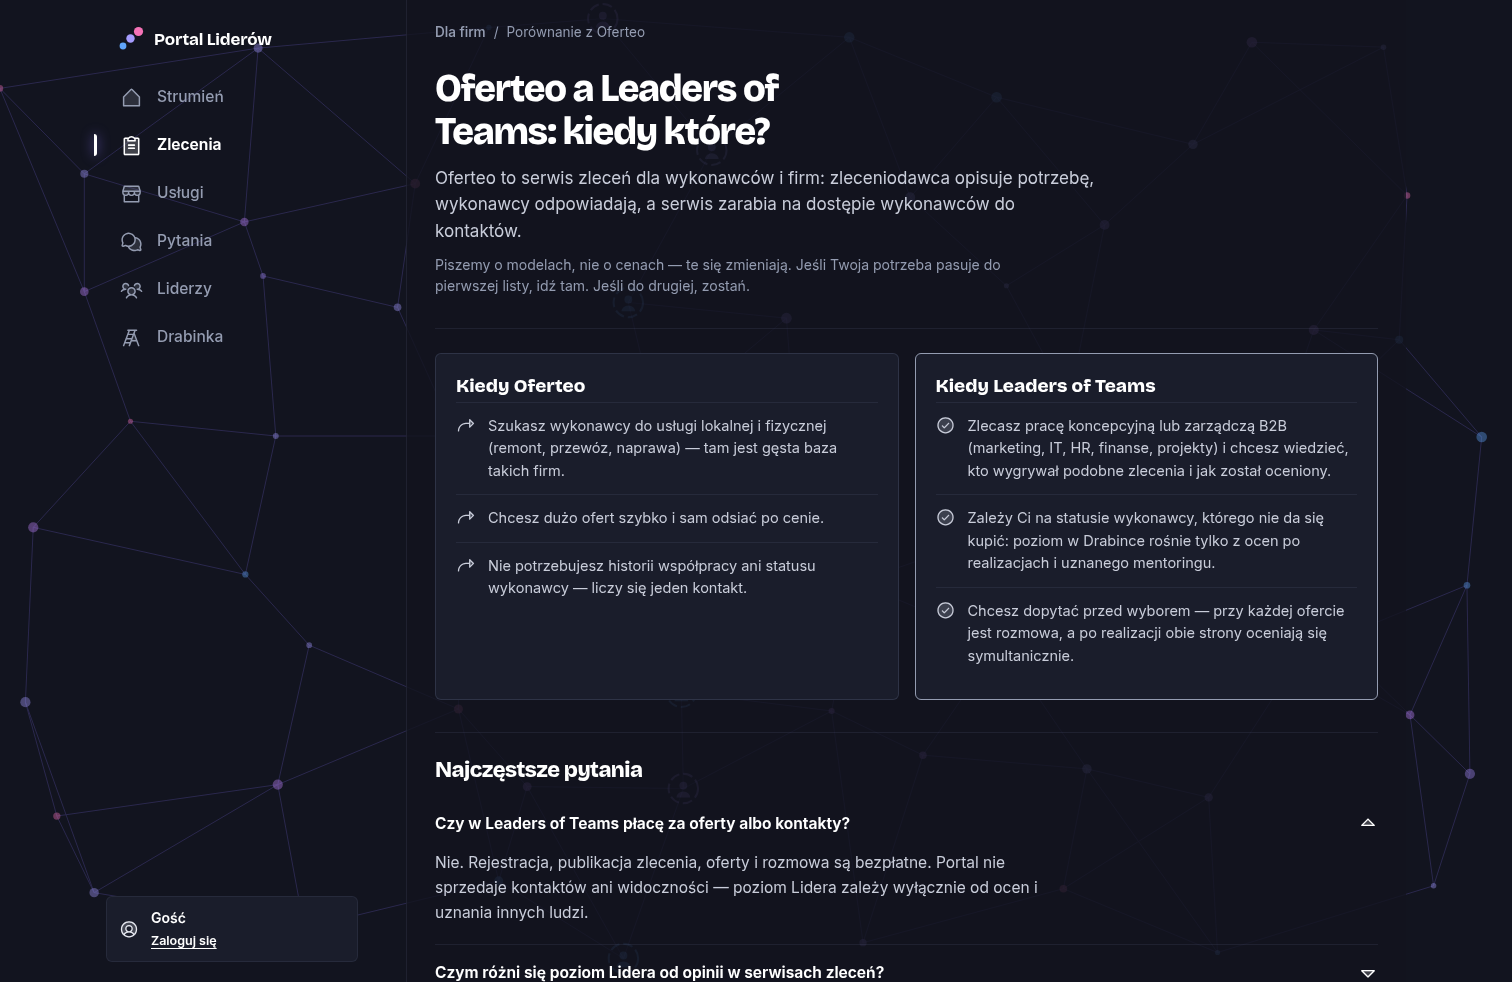 Portal Liderów
Strumień
Zlecenia
Usługi
Pytania
Liderzy
Drabinka
Gość
Zaloguj się
Dla firm / Porównanie z Oferteo
Oferteo a Leaders of
Teams: kiedy które?
Oferteo to serwis zleceń dla wykonawców i firm: zleceniodawca opisuje potrzebę,
wykonawcy odpowiadają, a serwis zarabia na dostępie wykonawców do
kontaktów.
Piszemy o modelach, nie o cenach — te się zmieniają. Jeśli Twoja potrzeba pasuje do
pierwszej listy, idź tam. Jeśli do drugiej, zostań.
Kiedy Oferteo
Szukasz wykonawcy do usługi lokalnej i fizycznej
(remont, przewóz, naprawa) — tam jest gęsta baza
takich firm.
Chcesz dużo ofert szybko i sam odsiać po cenie.
Nie potrzebujesz historii współpracy ani statusu
wykonawcy — liczy się jeden kontakt.
Kiedy Leaders of Teams
Zlecasz pracę koncepcyjną lub zarządczą B2B
(marketing, IT, HR, finanse, projekty) i chcesz wiedzieć,
kto wygrywał podobne zlecenia i jak został oceniony.
Zależy Ci na statusie wykonawcy, którego nie da się
kupić: poziom w Drabince rośnie tylko z ocen po
realizacjach i uznanego mentoringu.
Chcesz dopytać przed wyborem — przy każdej ofercie
jest rozmowa, a po realizacji obie strony oceniają się
symultanicznie.
Najczęstsze pytania
Czy w Leaders of Teams płacę za oferty albo kontakty?
Nie. Rejestracja, publikacja zlecenia, oferty i rozmowa są bezpłatne. Portal nie
sprzedaje kontaktów ani widoczności — poziom Lidera zależy wyłącznie od ocen i
uznania innych ludzi.
Czym różni się poziom Lidera od opinii w serwisach zleceń?